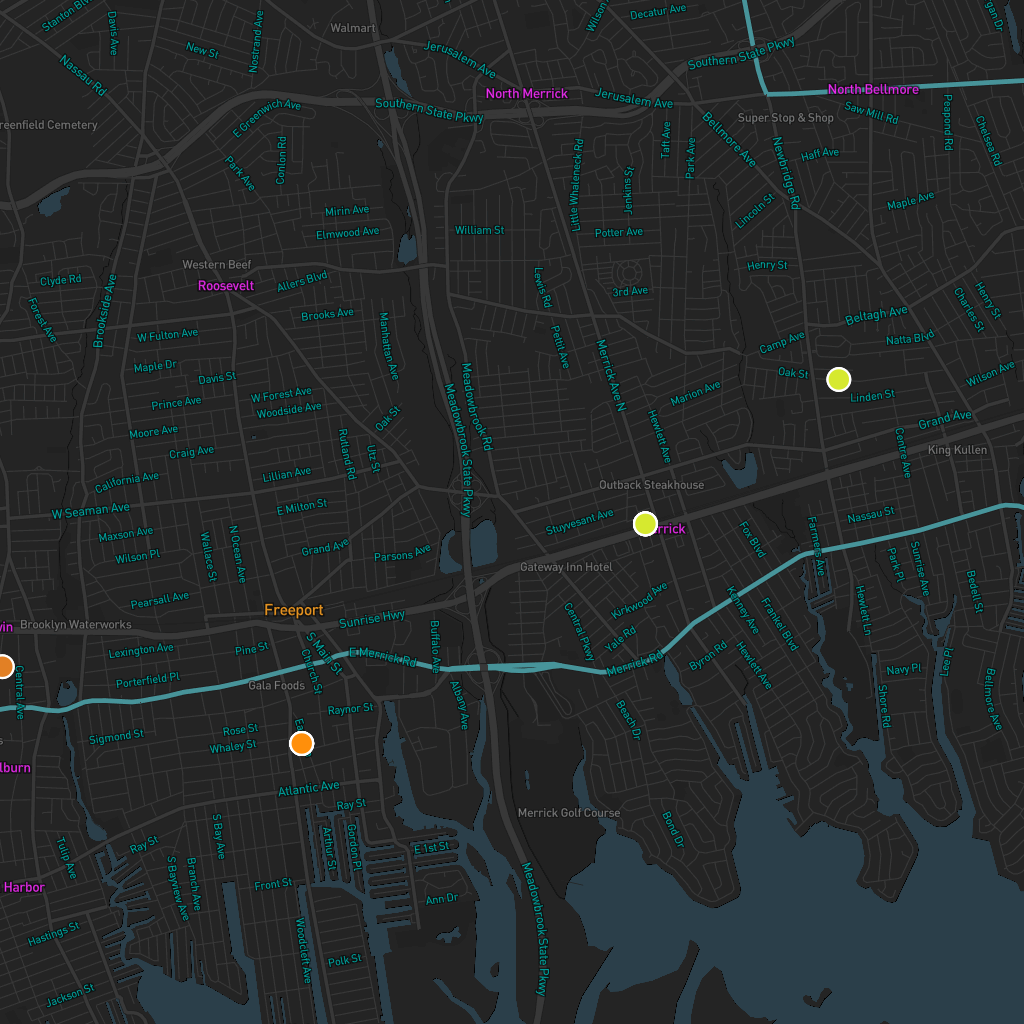 Stanton Blv
Davis Ave
Nostrand Ave
Walmart
Wilson
Decatur Ave
gan Dr
New St
Jerusalem Ave
Southern State Pkwy
Nassau Rd
North Merrick
Jerusalem Ave
North Bellmore
E Greenwich Ave
Southern State Pkwy
Saw Mill Rd
Peapond Rd
Super Stop & Shop
reenfield Cemetery
Bellmore Ave
Chelsea Rd
Conlon Rd
Taft Ave
Park Ave
Haff Ave
Park Ave
Little Whaleneck Rd
Jenkins St
Newbridge Rd
Mirin Ave
Lincoln St
Maple Ave
Elmwood Ave
William St
Potter Ave
Western Beef
Henry St
Clyde Rd
Roosevelt
Allers Blvd
Lewis Rd
3rd Ave
Henry St
Charles St
Forest Ave
Brookside Ave
Brooks Ave
Beltagh Ave
W Fulton Ave
Manhattan Ave
Pettit Ave
Camp Ave
Natta Blvd
Maple Dr
Merrick Ave N
Davis St
Meadowbrook Rd
Oak St
Wilson Ave
W Forest Ave
Marion Ave
Linden St
Prince Ave
Woodside Ave
Meadowbrook State Pkwy
Oak St
Hewlett Ave
Grand Ave
Moore Ave
Rutland Rd
Utz St
Centre Ave
King Kullen
Craig Ave
Lillian Ave
California Ave
Outback Steakhouse
W Seaman Ave
E Milton St
Stuyvesant Ave
Nassau St
Maxson Ave
N Ocean Ave
rrick
Farmers Ave
Wallace St
Grand Ave
Parsons Ave
Fox Blvd
Wilson Pl
Gateway Inn Hotel
Park Pl
Sunrise Ave
Bedell St
Pearsall Ave
Freeport
Kirkwood Ave
Kenney Ave
Frankel Blvd
Hewlett Ln
win
Brooklyn Waterworks
Sunrise Hwy
Central Pkwy
Yale Rd
Lexington Ave
Pine St
S Main St
Buffalo Ave
E Merrick Rd
Merrick Rd
Byron Rd
Hewlett Ave
Lee Pl
Church St
Navy Pl
Central Ave
Porterfield Pl
Gala Foods
Albany Ave
Shore Rd
Bellmore Ave
Raynor St
Beach Dr
Sigmond St
Rose St
Ea
Whaley St
lburn
Atlantic Ave
Ray St
Merrick Golf Course
S Bay Ave
Bond Dr
Tulip Ave
Ray St
Arthur St
Gordon Pl
E 1st St
Harbor
S Bayview Ave
Branch Ave
Front St
Ann Dr
Meadowbrook State Pkwy
Hastings St
Woodcleft Ave
Polk St
Jackson St